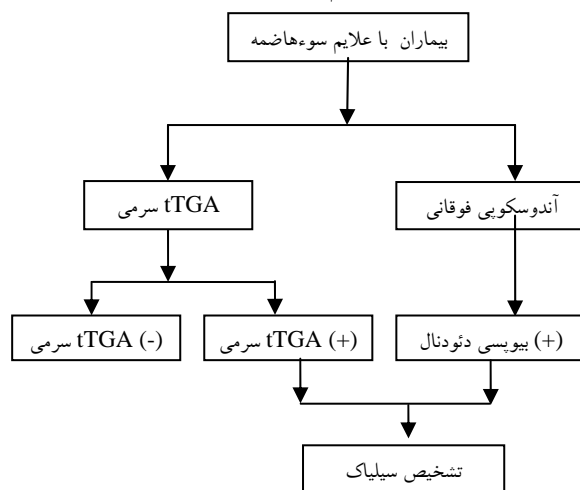 بیماران با علایم سوءهاضمه
آندوسکوپی فوقانی
tTGA سرمی
(+) بیوپسی دئودنال
tTGA (+) سرمی
tTGA (-) سرمی
تشخیص سیلیاک